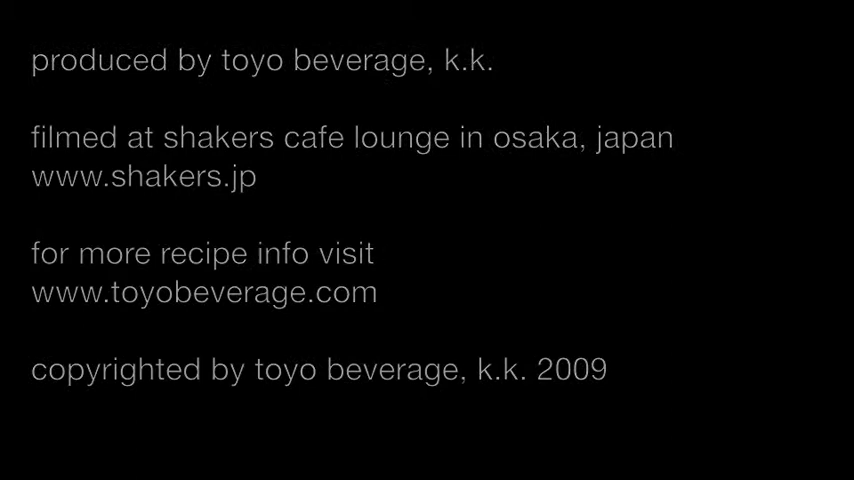 produced by toyo beverage, k.k.
filmed at shakers cafe lounge in osaka, japan
www.shakers.jp
for more recipe info visit
www.toyobeverage.com
copyrighted by toyo beverage, k.k. 2009